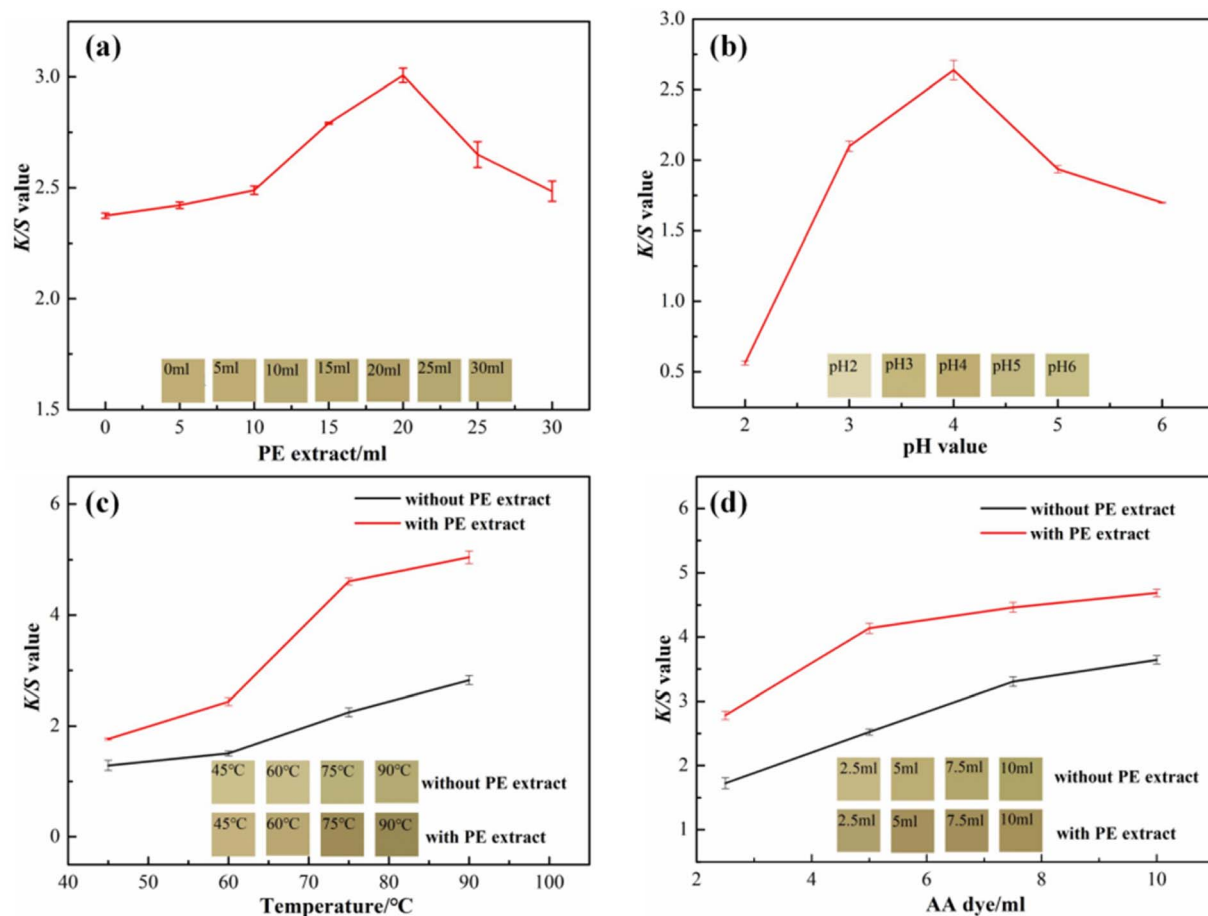 (a)
K/S value
3.0
2.5
2.0
1.5
0ml 5ml 10ml 15ml 20ml 25ml 30ml
0 5 10 15 20 25 30
PE extract/ml
(b)
K/S value
3.0
2.5
2.0
1.5
1.0
0.5
pH2 pH3 pH4 pH5 pH6
2 3 4 5 6
pH value
(c)
without PE extract
with PE extract
K/S value
6
4
2
0
45℃ 60℃ 75℃ 90℃ without PE extract
45℃ 60℃ 75℃ 90℃ with PE extract
40 50 60 70 80 90 100
Temperature/℃
(d)
without PE extract
with PE extract
K/S value
6
5
4
3
2
1
2.5ml 5ml 7.5ml 10ml without PE extract
2.5ml 5ml 7.5ml 10ml with PE extract
2 4 6 8 10
AA dye/ml